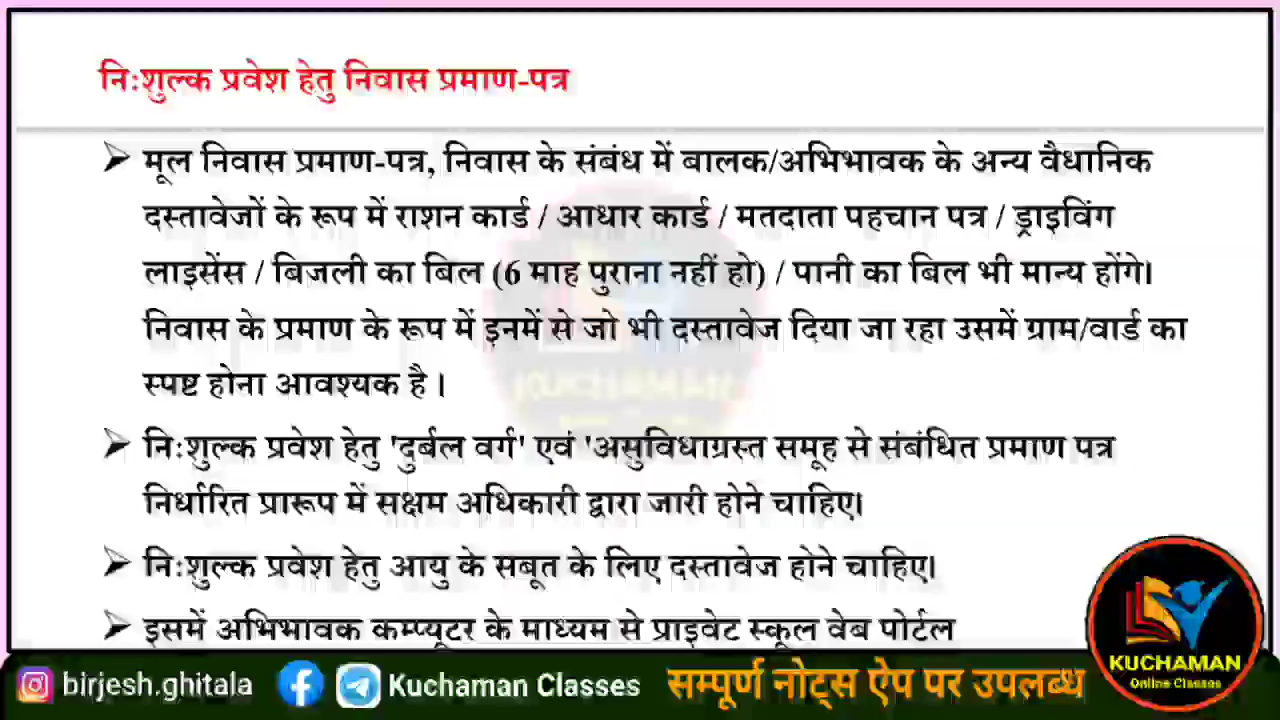 नि:शुल्क प्रवेश हेतु निवास प्रमाण-पत्र
मूल निवास प्रमाण-पत्र, निवास के संबंध में बालक/अभिभावक के अन्य वैधानिक
दस्तावेजों के रूप में राशन कार्ड / आधार कार्ड / मतदाता पहचान पत्र / ड्राइविंग
लाइसेंस / बिजली का बिल (6 माह पुराना नहीं हो) / पानी का बिल भी मान्य होंगे।
निवास के प्रमाण के रूप में इनमें से जो भी दस्तावेज दिया जा रहा उसमें ग्राम/वार्ड का
स्पष्ट होना आवश्यक है ।
नि:शुल्क प्रवेश हेतु 'दुर्बल वर्ग' एवं 'असुविधाग्रस्त समूह से संबंधित प्रमाण पत्र
निर्धारित प्रारूप में सक्षम अधिकारी द्वारा जारी होने चाहिए।
नि:शुल्क प्रवेश हेतु आयु के सबूत के लिए दस्तावेज होने चाहिए।
इसमें अभिभावक कम्प्यूटर के माध्यम से प्राइवेट स्कूल वेब पोर्टल
KUCHAMAN
KUCHAMAN
Online Classes
birjesh.ghitala
Kuchaman Classes
सम्पूर्ण नोट्स ऐप पर उपलब्ध